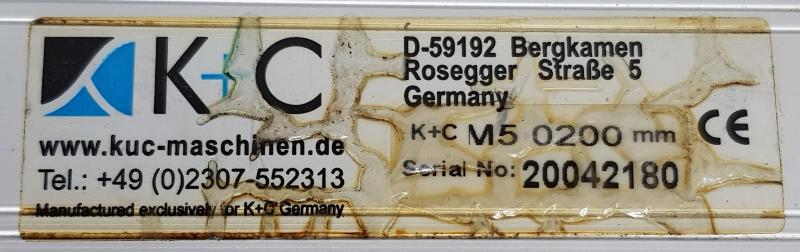 K+C
www.kuc-maschinen.de
Tel.: +49 (0)2307-552313
Manufactured exclusively for K+C Germany
D-59192 Bergkamen
Rosegger Straße 5
Germany
K+C M5 0200 mm
Serial No: 20042180
CE